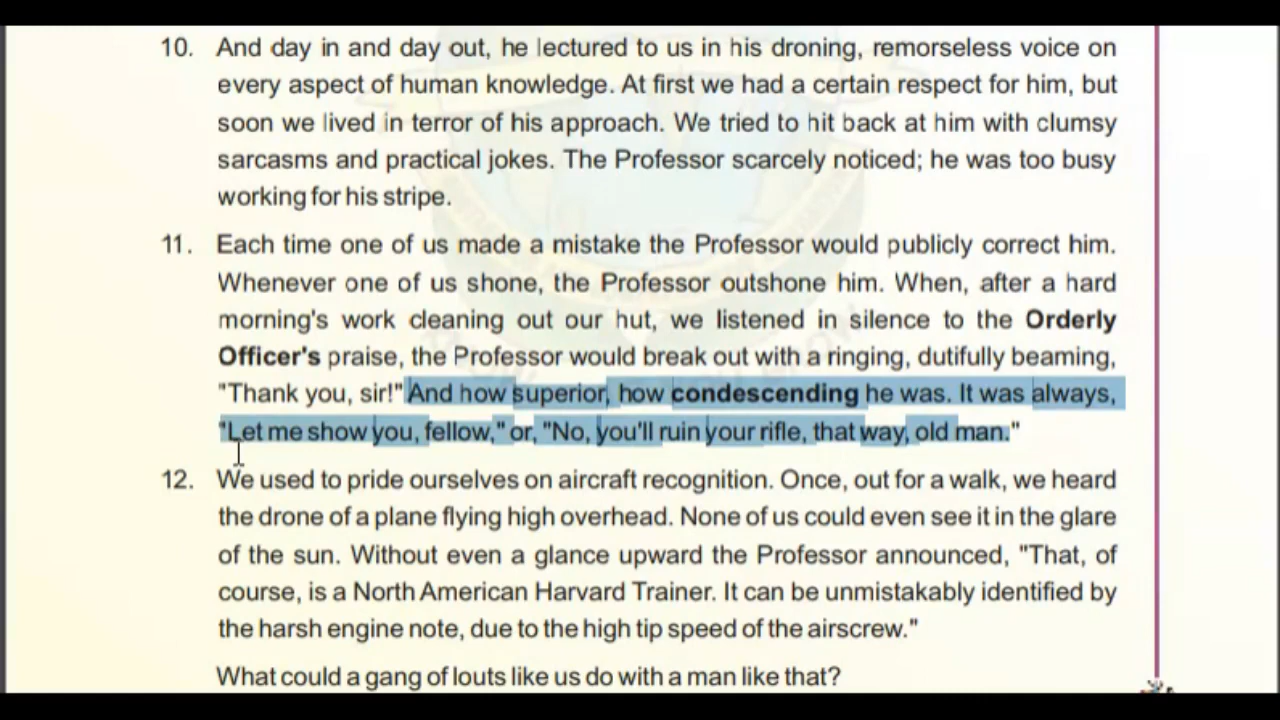 10. And day in and day out, he lectured to us in his droning, remorseless voice on
every aspect of human knowledge. At first we had a certain respect for him, but
soon we lived in terror of his approach. We tried to hit back at him with clumsy
sarcasms and practical jokes. The Professor scarcely noticed; he was too busy
working for his stripe.
11. Each time one of us made a mistake the Professor would publicly correct him.
Whenever one of us shone, the Professor outshone him. When, after a hard
morning's work cleaning out our hut, we listened in silence to the Orderly
Officer's praise, the Professor would break out with a ringing, dutifully beaming,
"Thank you, sir!" And how superior, how condescending he was. It was always,
"Let me show you, fellow," or, "No, you'll ruin your rifle, that way, old man."
12. We used to pride ourselves on aircraft recognition. Once, out for a walk, we heard
the drone of a plane flying high overhead. None of us could even see it in the glare
of the sun. Without even a glance upward the Professor announced, "That, of
course, is a North American Harvard Trainer. It can be unmistakably identified by
the harsh engine note, due to the high tip speed of the airscrew."
What could a gang of louts like us do with a man like that?